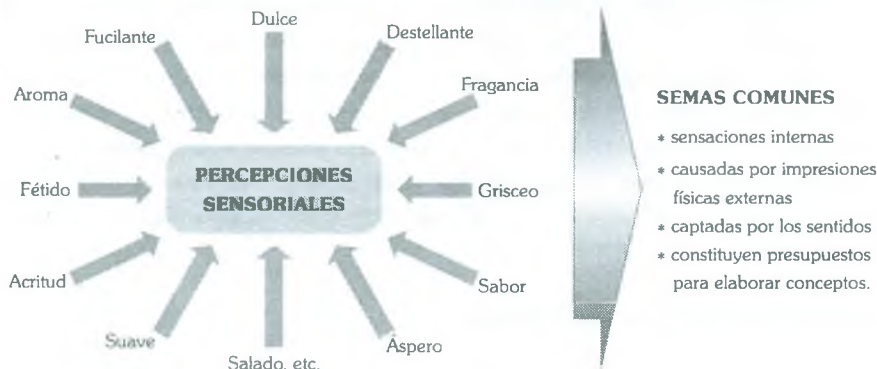 Dulce
Fucilante
Destellante
Aroma
Fragancia
Fétido
PERCEPCIONES
SENSORIALES
Grisceo
Acritud
Sabor
Suave
Áspero
Salado, etc.
SEMAS COMUNES
* sensaciones internas
* causadas por impresiones
físicas externas
* captadas por los sentidos
* constituyen presupuestos
para elaborar conceptos.